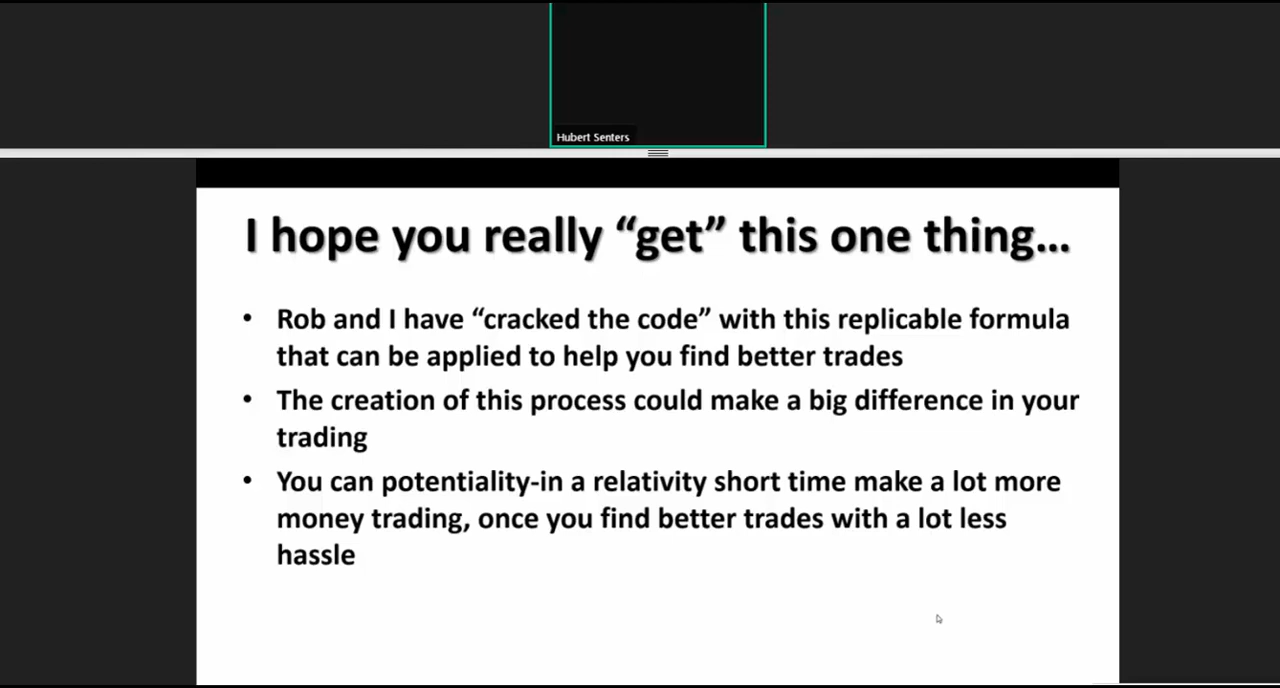 Hubert Senters
I hope you really “get” this one thing...
• Rob and I have “cracked the code” with this replicable formula
that can be applied to help you find better trades
• The creation of this process could make a big difference in your
trading
• You can potentiality-in a relativity short time make a lot more
money trading, once you find better trades with a lot less
hassle